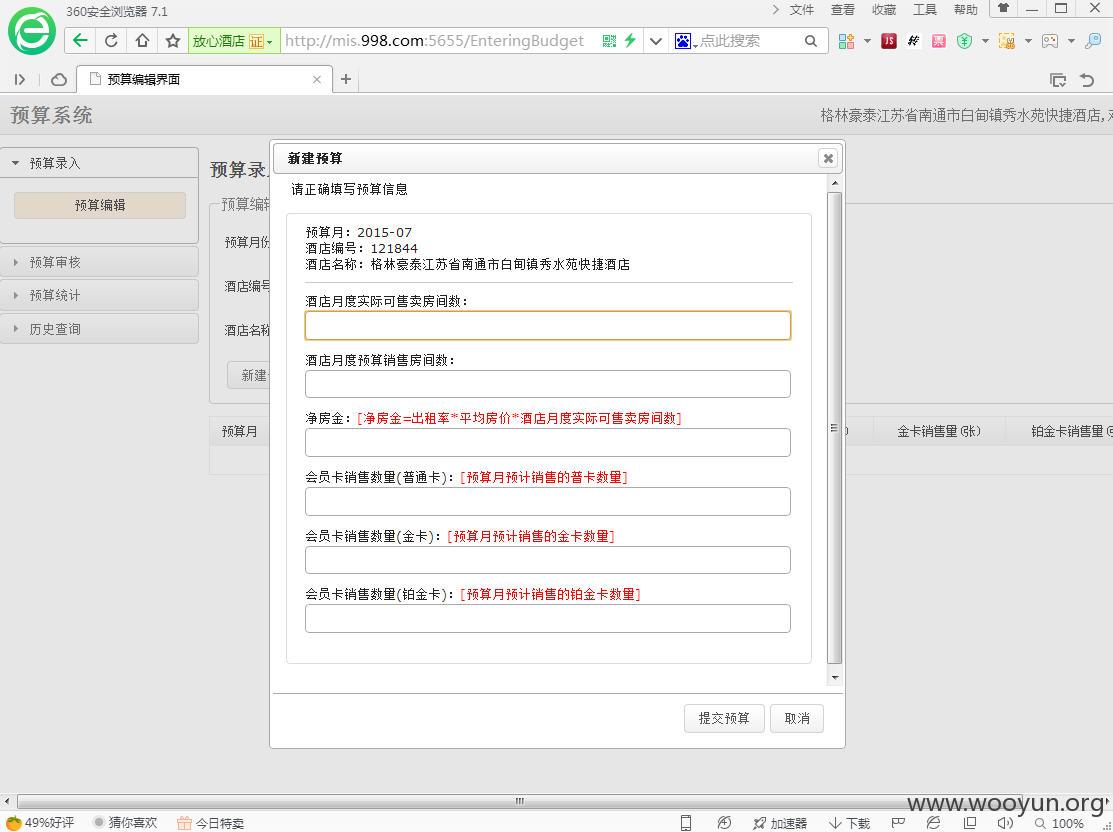 360安全浏览器 7.1
文件 查看 收藏 工具 帮助
放心酒店 证 http://mis.998.com:5655/EnteringBudget 点此搜索
预算编辑界面
预算系统
格林豪泰江苏省南通市白甸镇秀水苑快捷酒店,
预算录入
预算编辑
预算审核
预算统计
历史查询
预算录
预算编辑
预算月份
酒店编号
酒店名称
新建
预算月
金卡销售量(张)
铂金卡销售量
新建预算
请正确填写预算信息
预算月: 2015-07
酒店编号: 121844
酒店名称: 格林豪泰江苏省南通市白甸镇秀水苑快捷酒店
酒店月度实际可售卖房间数:
酒店月度预算销售房间数:
净房金: [净房金=出租率*平均房价*酒店月度实际可售卖房间数]
会员卡销售数量(普通卡): [预算月预计销售的普卡数量]
会员卡销售数量(金卡): [预算月预计销售的金卡数量]
会员卡销售数量(铂金卡): [预算月预计销售的铂金卡数量]
提交预算 取消
www.wooyun.org
49%好评 猜你喜欢 今日特卖 加速器 下载 100%